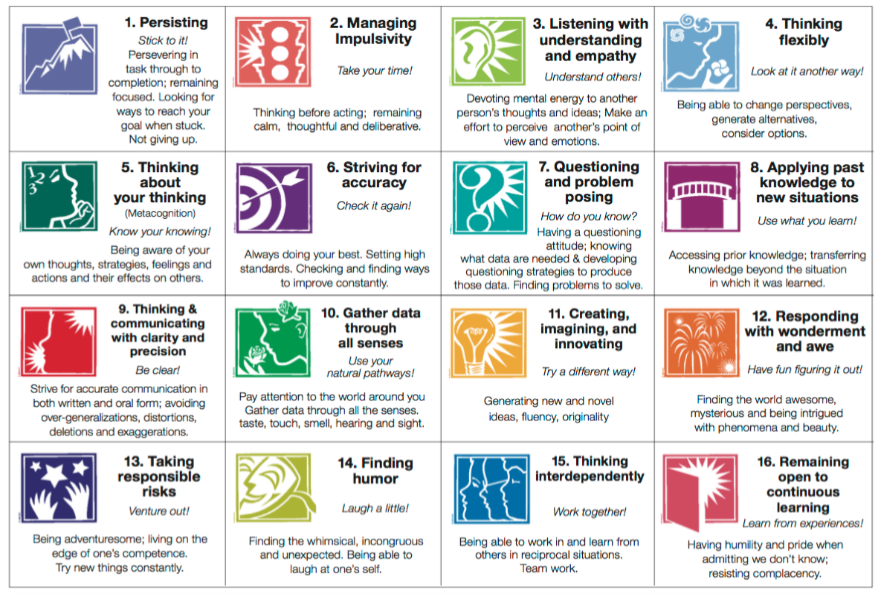 1. Persisting
Stick to it!
Persevering in
task through to
completion; remaining
focused. Looking for
ways to reach your
goal when stuck.
Not giving up.
2. Managing
Impulsivity
Take your time!
Thinking before acting; remaining
calm, thoughtful and deliberative.
3. Listening with
understanding
and empathy
Understand others!
Devoting mental energy to another
person's thoughts and ideas; Make an
effort to perceive another's point of
view and emotions.
4. Thinking
flexibly
Look at it another way!
Being able to change perspectives,
generate alternatives,
consider options.
1 2
3
5. Thinking
about
your thinking
(Metacognition)
Know your knowing!
Being aware of your
own thoughts, strategies, feelings and
actions and their effects on others.
6. Striving for
accuracy
Check it again!
Always doing your best. Setting high
standards. Checking and finding ways
to improve constantly.
7. Questioning
and problem
posing
How do you know?
Having a questioning
attitude; knowing
what data are needed & developing
questioning strategies to produce
those data. Finding problems to solve.
8. Applying past
knowledge to
new situations
Use what you learn!
Accessing prior knowledge; transferring
knowledge beyond the situation
in which it was learned.
9. Thinking &
communicating
with clarity and
precision
Be clear!
Strive for accurate communication in
both written and oral form; avoiding
over-generalizations, distortions,
deletions and exaggerations.
10. Gather data
through
all senses
Use your
natural pathways!
Pay attention to the world around you
Gather data through all the senses.
taste, touch, smell, hearing and sight.
11. Creating,
imagining, and
innovating
Try a different way!
Generating new and novel
ideas, fluency, originality
12. Responding
with wonderment
and awe
Have fun figuring it out!
Finding the world awesome,
mysterious and being intrigued
with phenomena and beauty.
13. Taking
responsible
risks
Venture out!
Being adventuresome; living on the
edge of one's competence.
Try new things constantly.
14. Finding
humor
Laugh a little!
Finding the whimsical, incongruous
and unexpected. Being able to
laugh at one's self.
15. Thinking
interdependently
Work together!
Being able to work in and learn from
others in reciprocal situations.
Team work.
16. Remaining
open to
continuous
learning
Learn from experiences!
Having humility and pride when
admitting we don't know;
resisting complacency.